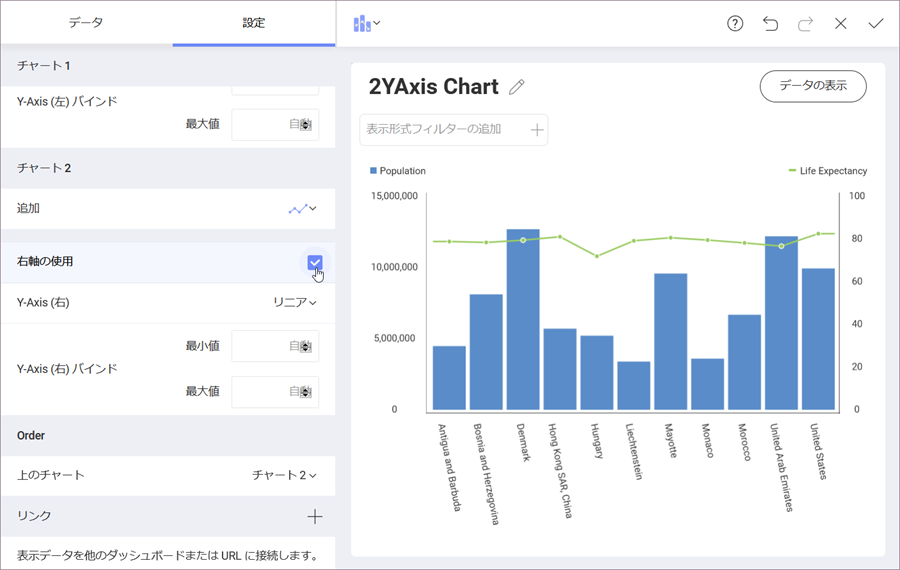 データ
設定
チャート 1
Y-Axis (左) バインド
最大値
自動
チャート 2
追加
右軸の使用
Y-Axis (右)
リニア
Y-Axis (右) バインド
最小値
自動
最大値
自動
Order
上のチャート
チャート 2
リンク
表示データを他のダッシュボードまたは URL に接続します。
2YAxis Chart
データの表示
表示形式フィルターの追加
Population
Life Expectancy
15,000,000
10,000,000
5,000,000
0
100
80
60
40
20
0
Antigua and Barbuda
Bosnia and Herzegovina
Denmark
Hong Kong SAR, China
Hungary
Liechtenstein
Mayotte
Monaco
Morocco
United Arab Emirates
United States